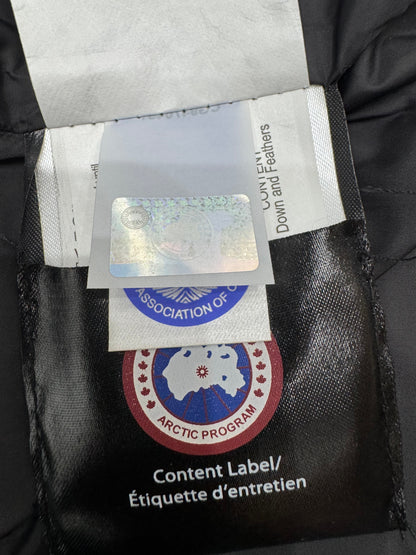 CONTENT
Down and Feathers
ASSOCIATION OF
ARCTIC PROGRAM
Content Label/
Étiquette d'entretien